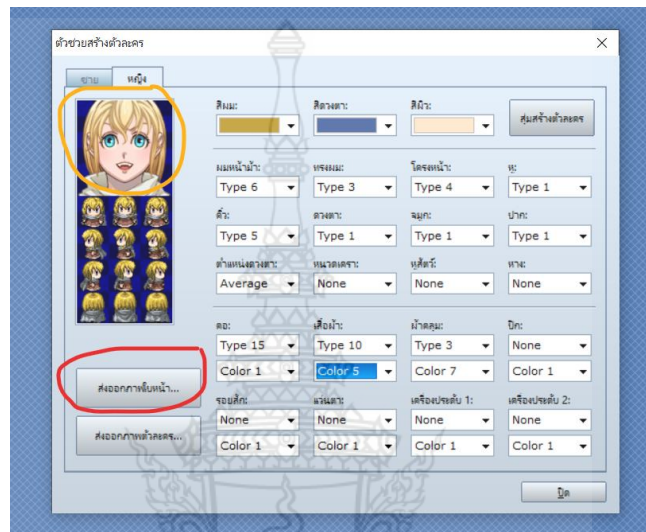 ตัวช่วยสร้างตัวละคร
ชาย หญิง
สีผม: สีดวงตา: สีผิว:
สุ่มสร้างตัวละคร
ผมหน้าม้า: ทรงผม: โครงหน้า: หู:
Type 6 Type 3 Type 4 Type 1
คิ้ว: ดวงตา: จมูก: ปาก:
Type 5 Type 1 Type 1 Type 1
ตำแหน่งดวงตา: หนวดเครา: หูสัตว์: หาง:
Average None None None
คอ: เสื้อผ้า: ผ้าคลุม: ปีก:
Type 15 Type 10 Type 3 None
Color 1 Color 5 Color 7 Color 1
ส่งออกภาพใบหน้า...
รอยสัก: แว่นตา: เครื่องประดับ 1: เครื่องประดับ 2:
None None None None
ส่งออกภาพตัวละคร...
Color 1 Color 1 Color 1 Color 1
ปิด